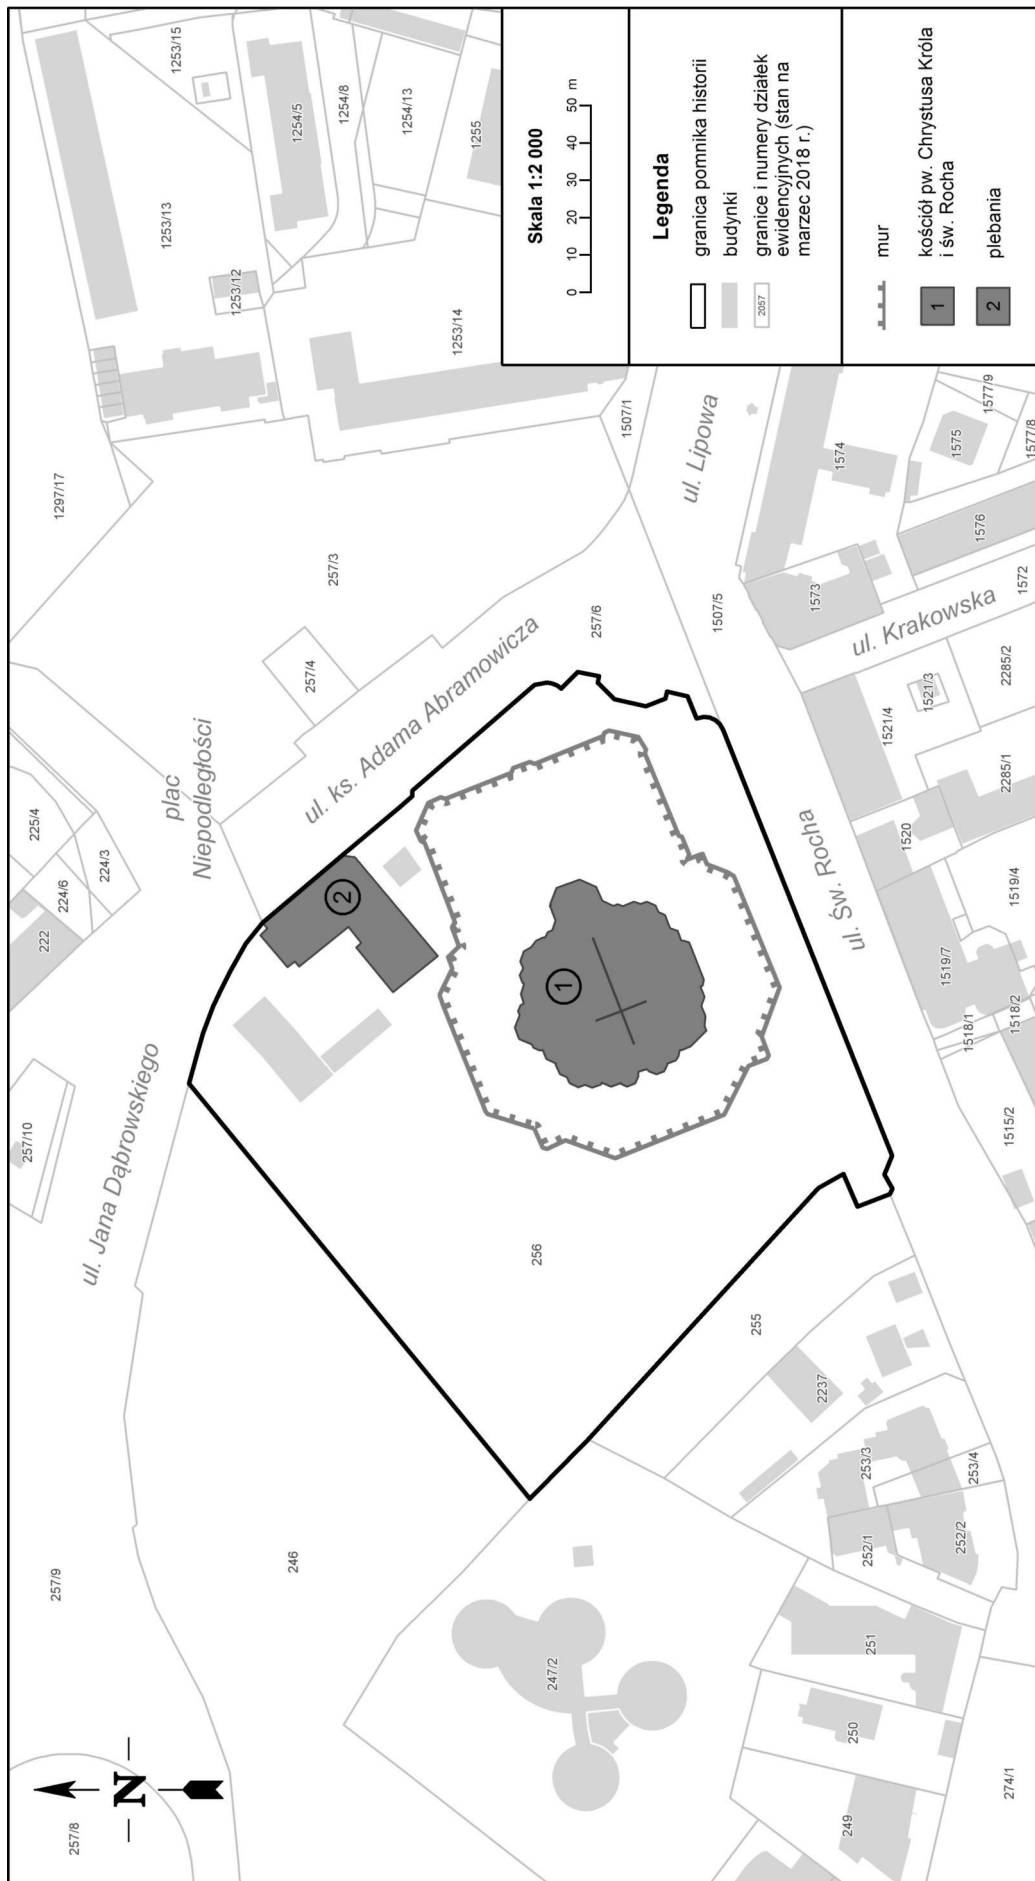 257/8
257/9
257/10
222
224/6
225/4
224/3
1297/17
1253/13
1253/15
1254/5
1254/8
1254/13
1255
1253/12
1253/14
plac
Niepodległości
ul. Jana Dąbrowskiego
ul. ks. Adama Abramowicza
257/4
257/3
257/6
1507/1
1507/5
ul. Lipowa
246
247/2
256
255
1
2
ul. Św. Rocha
ul. Krakowska
249
250
251
252/1
252/2
253/3
253/4
2237
274/1
1515/2
1518/1
1518/2
1519/7
1519/4
1520
1521/4
1521/3
2285/1
2285/2
1572
1573
1574
1575
1576
1577/9
1577/8
N
Skala 1:2 000
0 10 20 30 40 50 m
Legenda
granica pomnika historii
budynki
2057
granice i numery działek
ewidencyjnych (stan na
marzec 2018 r.)
mur
1
kościół pw. Chrystusa Króla
i św. Rocha
2
plebania